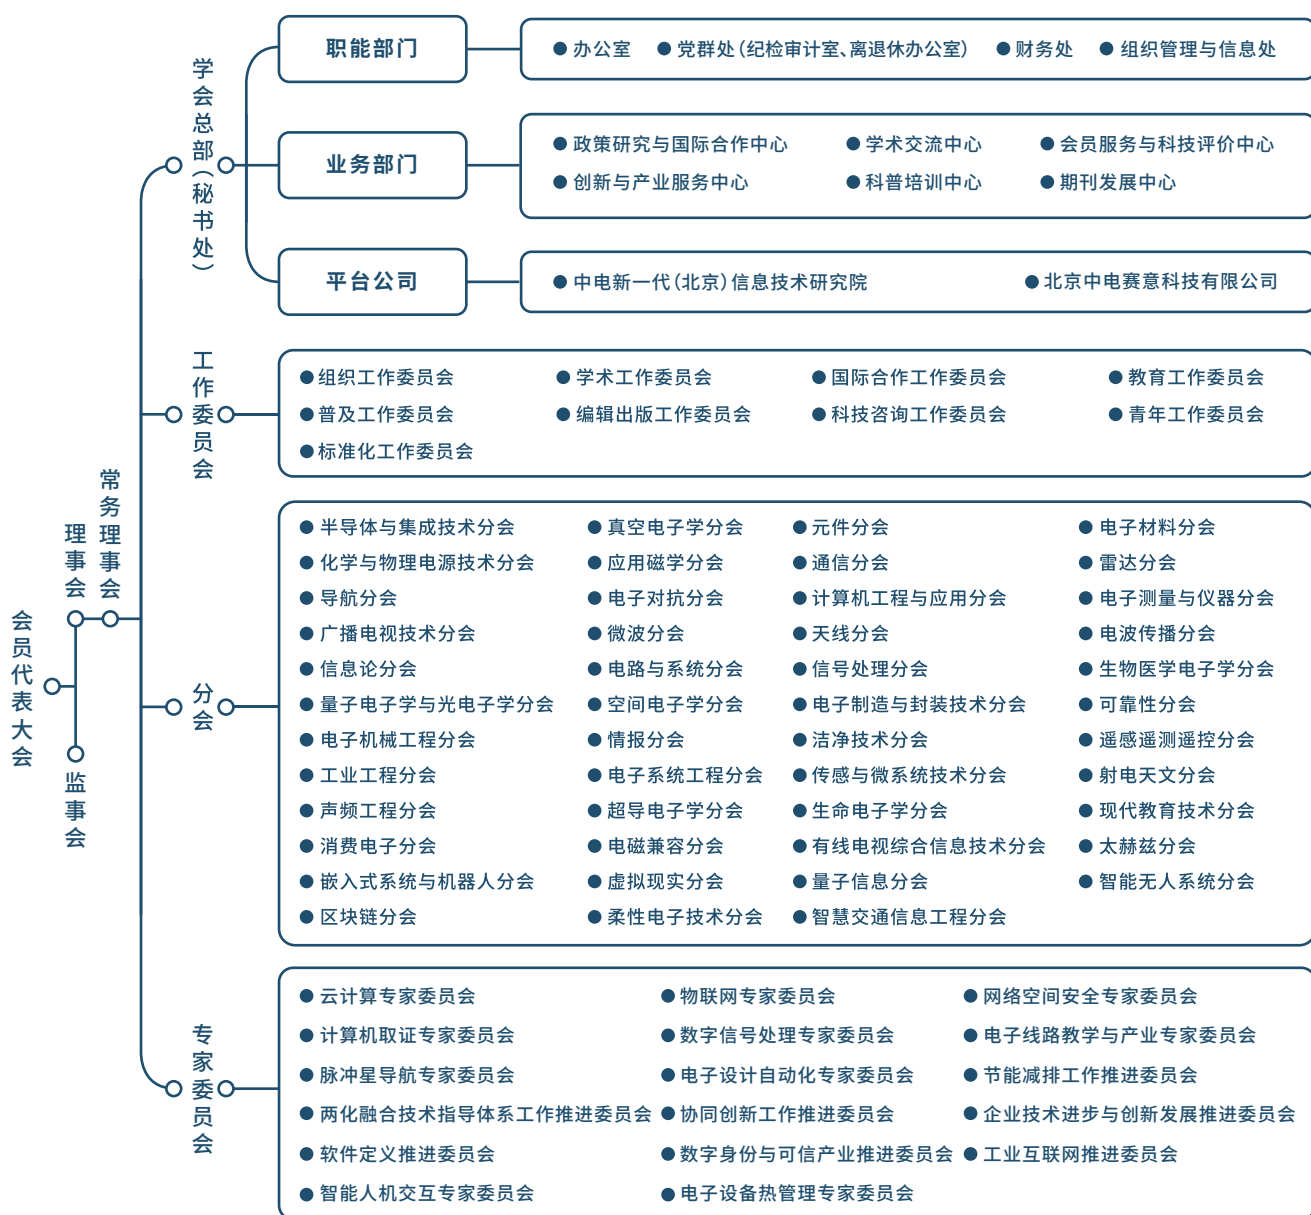 会员代表大会
理事会
监事会
常务理事会
学会总部（秘书处）
职能部门
办公室 党群处（纪检审计室、离退休办公室） 财务处 组织管理与信息处
业务部门
政策研究与国际合作中心 学术交流中心 会员服务与科技评价中心
创新与产业服务中心 科普培训中心 期刊发展中心
平台公司
中电新一代（北京）信息技术研究院 北京中电赛意科技有限公司
工作委员会
组织工作委员会 学术工作委员会 国际合作工作委员会 教育工作委员会
普及工作委员会 编辑出版工作委员会 科技咨询工作委员会 青年工作委员会
标准化工作委员会
分会
半导体与集成技术分会 真空电子学分会 元件分会 电子材料分会
化学与物理电源技术分会 应用磁学分会 通信分会 雷达分会
导航分会 电子对抗分会 计算机工程与应用分会 电子测量与仪器分会
广播电视技术分会 微波分会 天线分会 电波传播分会
信息论分会 电路与系统分会 信号处理分会 生物医学电子学分会
量子电子学与光电子学分会 空间电子学分会 电子制造与封装技术分会 可靠性分会
电子机械工程分会 情报分会 洁净技术分会 遥感遥测遥控分会
工业工程分会 电子系统工程分会 传感与微系统技术分会 射电天文分会
声频工程分会 超导电子学分会 生命电子学分会 现代教育技术分会
消费电子分会 电磁兼容分会 有线电视综合信息技术分会 太赫兹分会
嵌入式系统与机器人分会 虚拟现实分会 量子信息分会 智能无人系统分会
区块链分会 柔性电子技术分会 智慧交通信息工程分会
专家委员会
云计算专家委员会 物联网专家委员会 网络空间安全专家委员会
计算机取证专家委员会 数字信号处理专家委员会 电子线路教学与产业专家委员会
脉冲星导航专家委员会 电子设计自动化专家委员会 节能减排工作推进委员会
两化融合技术指导体系工作推进委员会 协同创新工作推进委员会 企业技术进步与创新发展推进委员会
软件定义推进委员会 数字身份与可信产业推进委员会 工业互联网推进委员会
智能人机交互专家委员会 电子设备热管理专家委员会